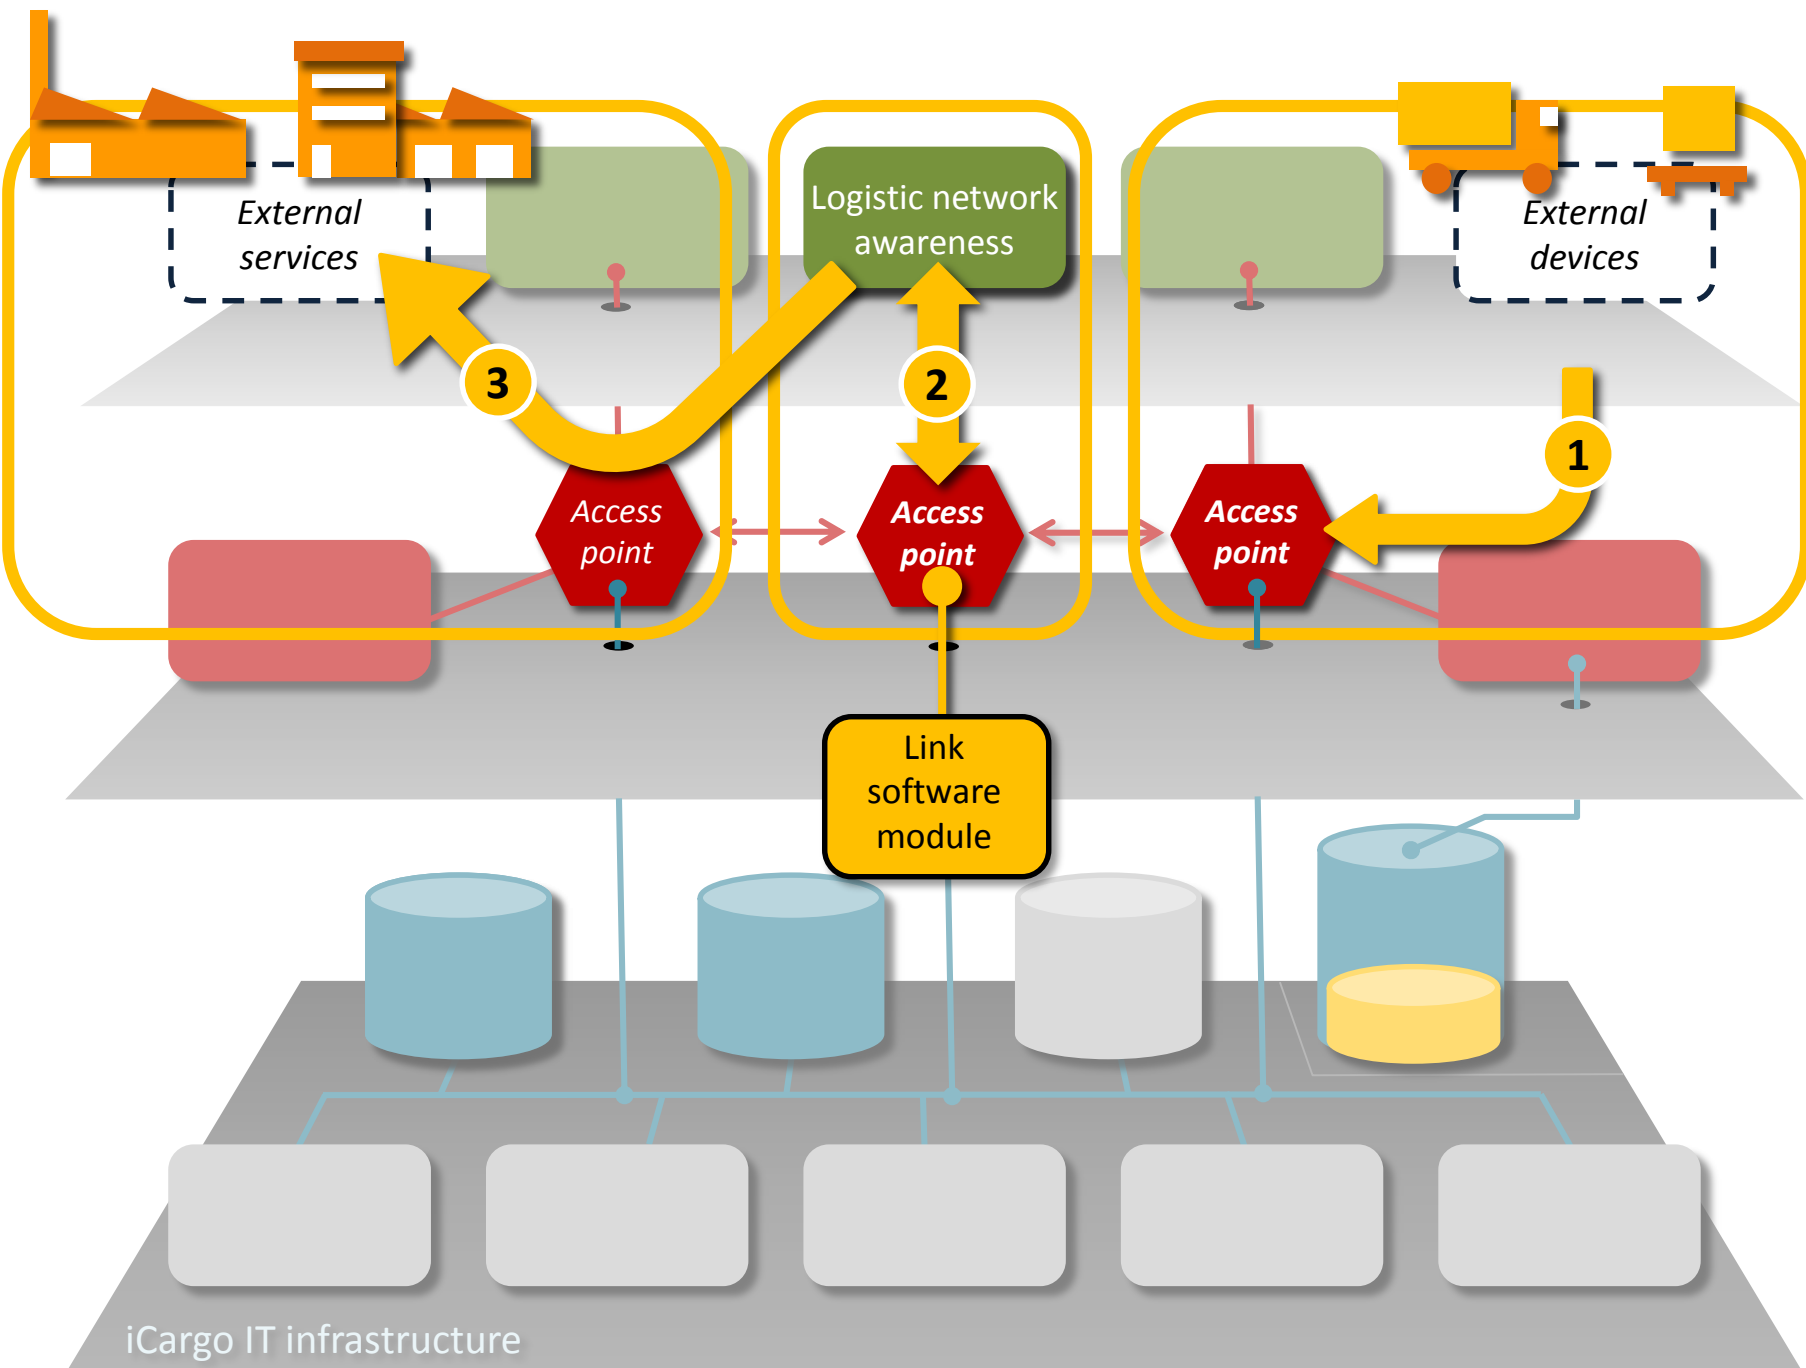 External
services
Logistic network
awareness
External
devices
3
2
1
Access
point
Access
point
Access
point
Link
software
module
iCargo IT infrastructure